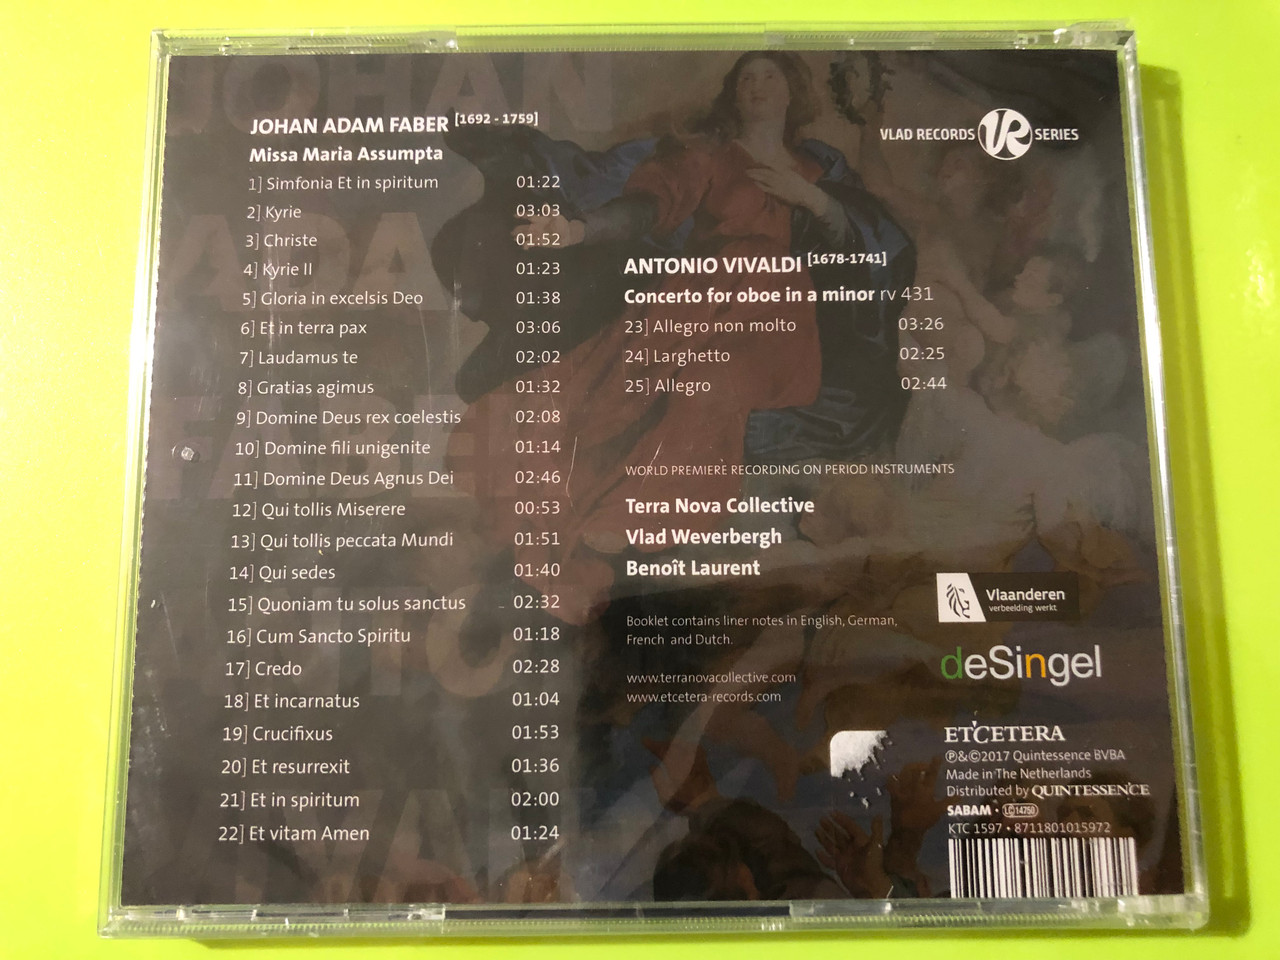 JOHAN ADAM FABER [1692 - 1759]
Missa Maria Assumpta
1] Simfonia Et in spiritum 01:22
2] Kyrie 03:03
3] Christe 01:52
4] Kyrie II 01:23
5] Gloria in excelsis Deo 01:38
6] Et in terra pax 03:06
7] Laudamus te 02:02
8] Gratias agimus 01:32
9] Domine Deus rex coelestis 02:08
10] Domine fili unigenite 01:14
11] Domine Deus Agnus Dei 02:46
12] Qui tollis Miserere 00:53
13] Qui tollis peccata Mundi 01:51
14] Qui sedes 01:40
15] Quoniam tu solus sanctus 02:32
16] Cum Sancto Spiritu 01:18
17] Credo 02:28
18] Et incarnatus 01:04
19] Crucifixus 01:53
20] Et resurrexit 01:36
21] Et in spiritum 02:00
22] Et vitam Amen 01:24
VLAD RECORDS VR SERIES
ANTONIO VIVALDI [1678-1741]
Concerto for oboe in a minor rv 431
23] Allegro non molto 03:26
24] Larghetto 02:25
25] Allegro 02:44
WORLD PREMIERE RECORDING ON PERIOD INSTRUMENTS
Terra Nova Collective
Vlad Weverbergh
Benoît Laurent
Booklet contains liner notes in English, German,
French and Dutch.
www.terranovacollective.com
www.etcetera-records.com
Vlaanderen
verbeelding werkt
deSingel
ET'CETERA
℗&©2017 Quintessence BVBA
Made in The Netherlands
Distributed by QUINTESSENCE
SABAM • LC 14750
KTC 1597 • 8711801015972
JOHAN
ADA
FABER